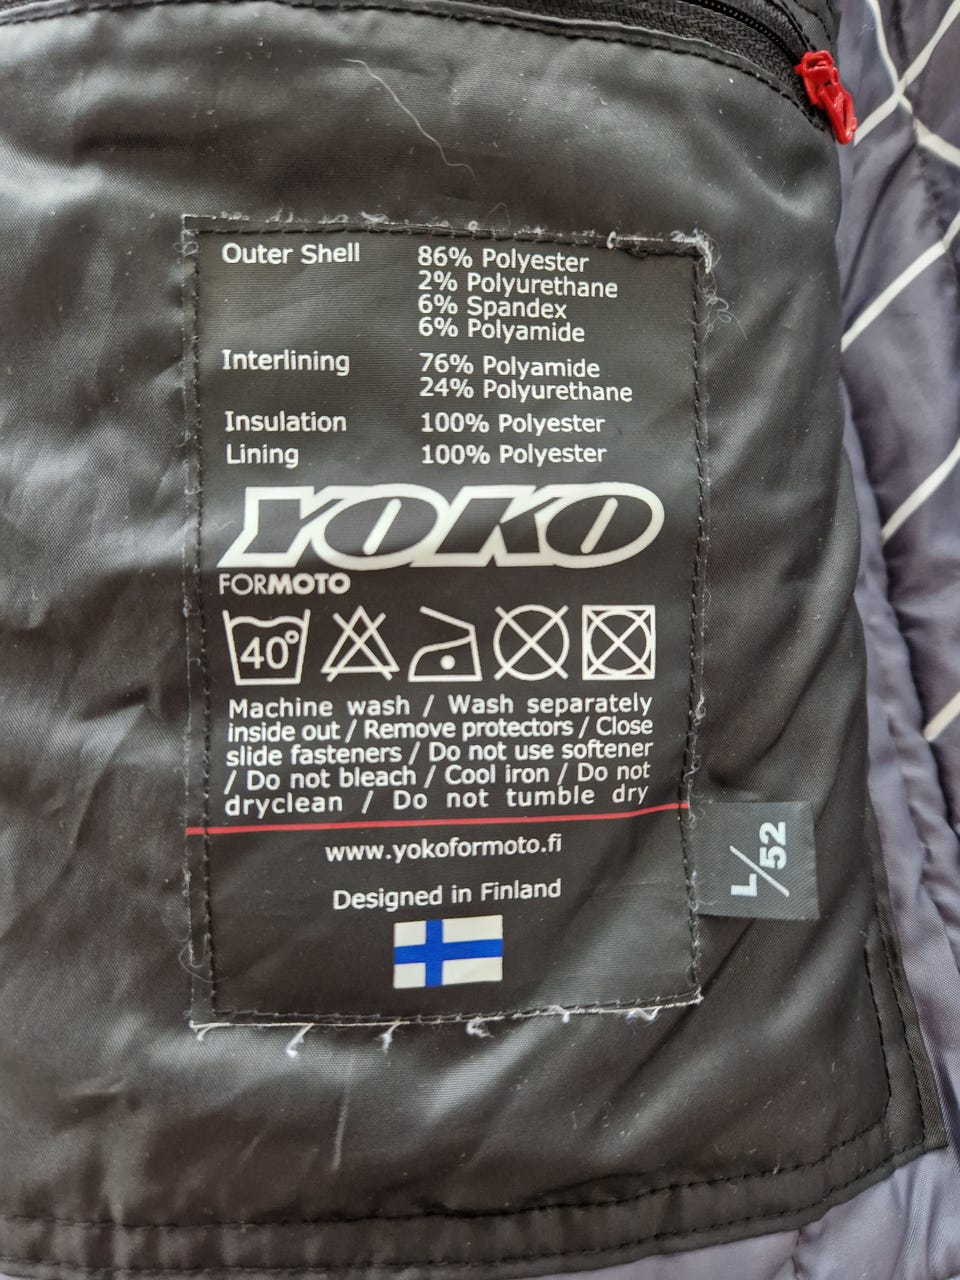 Outer Shell 86% Polyester
2% Polyurethane
6% Spandex
6% Polyamide
Interlining 76% Polyamide
24% Polyurethane
Insulation 100% Polyester
Lining 100% Polyester
YOKO
FORMOTO
40°
Machine wash / Wash separately
inside out / Remove protectors / Close
slide fasteners / Do not use softener
/ Do not bleach / Cool iron / Do not
dryclean / Do not tumble dry
www.yokoformoto.fi
Designed in Finland
L/52